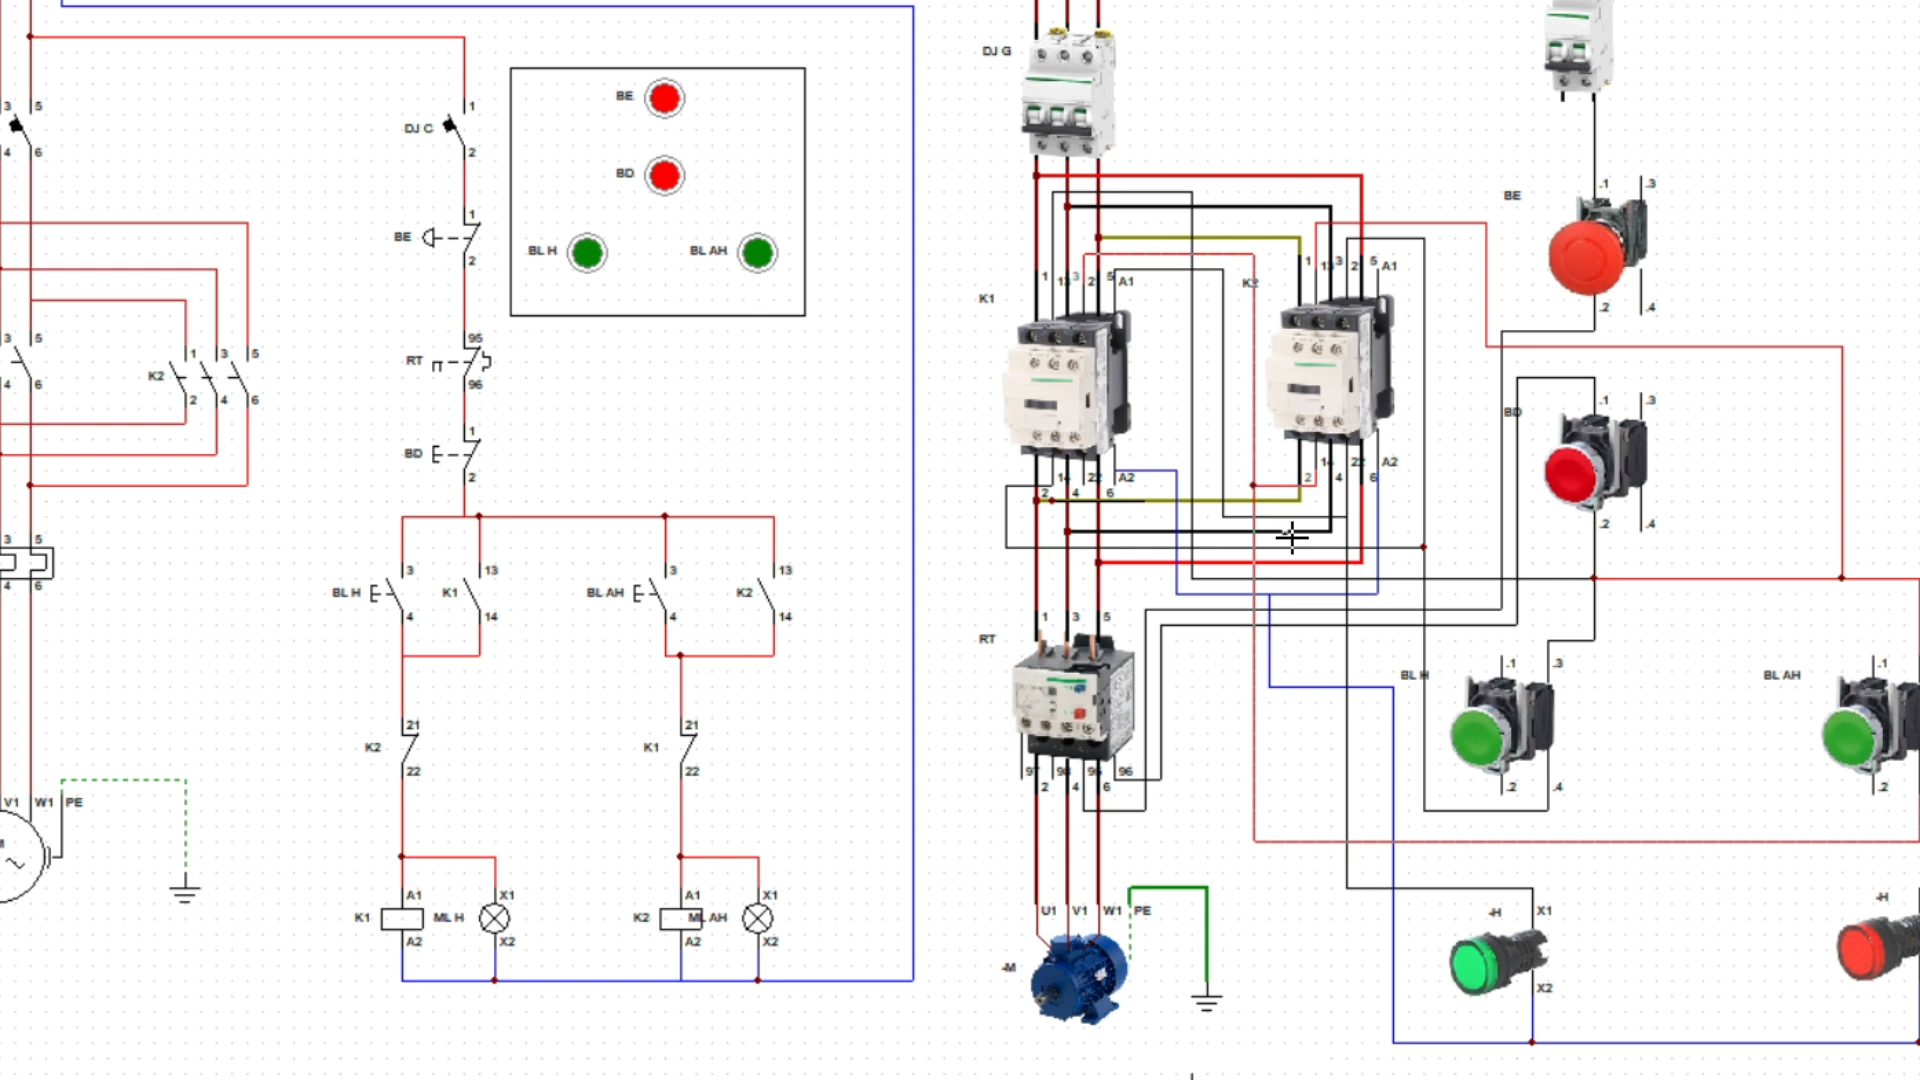 DJ G
3 5
1
BE
DJ C
4 6
2
BD
.1 .3
BE
1
BE
2
BL H
BL AH
1 3 5 A1
1 3 2 5 A1
K2
K1
.2 .4
3 5
95
RT
1 3 5
K2
4 6
96
2 4 6
.1 .3
BD
1
BD
2
14 22 A2
2 4 6
14 22 A2
2 4 6
.2 .4
3 5
4 6
3 13 3 13
BL H K1 BL AH K2
4 14 4 14
1 3 5
RT
.1 .3
BL H
.1
BL AH
21 21
K2 K1
22 22
97 98 95 96
2 4 6
.2 .4
.2
V1 W1 PE
M
A1 X1 A1 X1
K1 ML H K2 ML AH
A2 X2 A2 X2
U1 V1 W1 PE
-M
-H X1
X2
-H